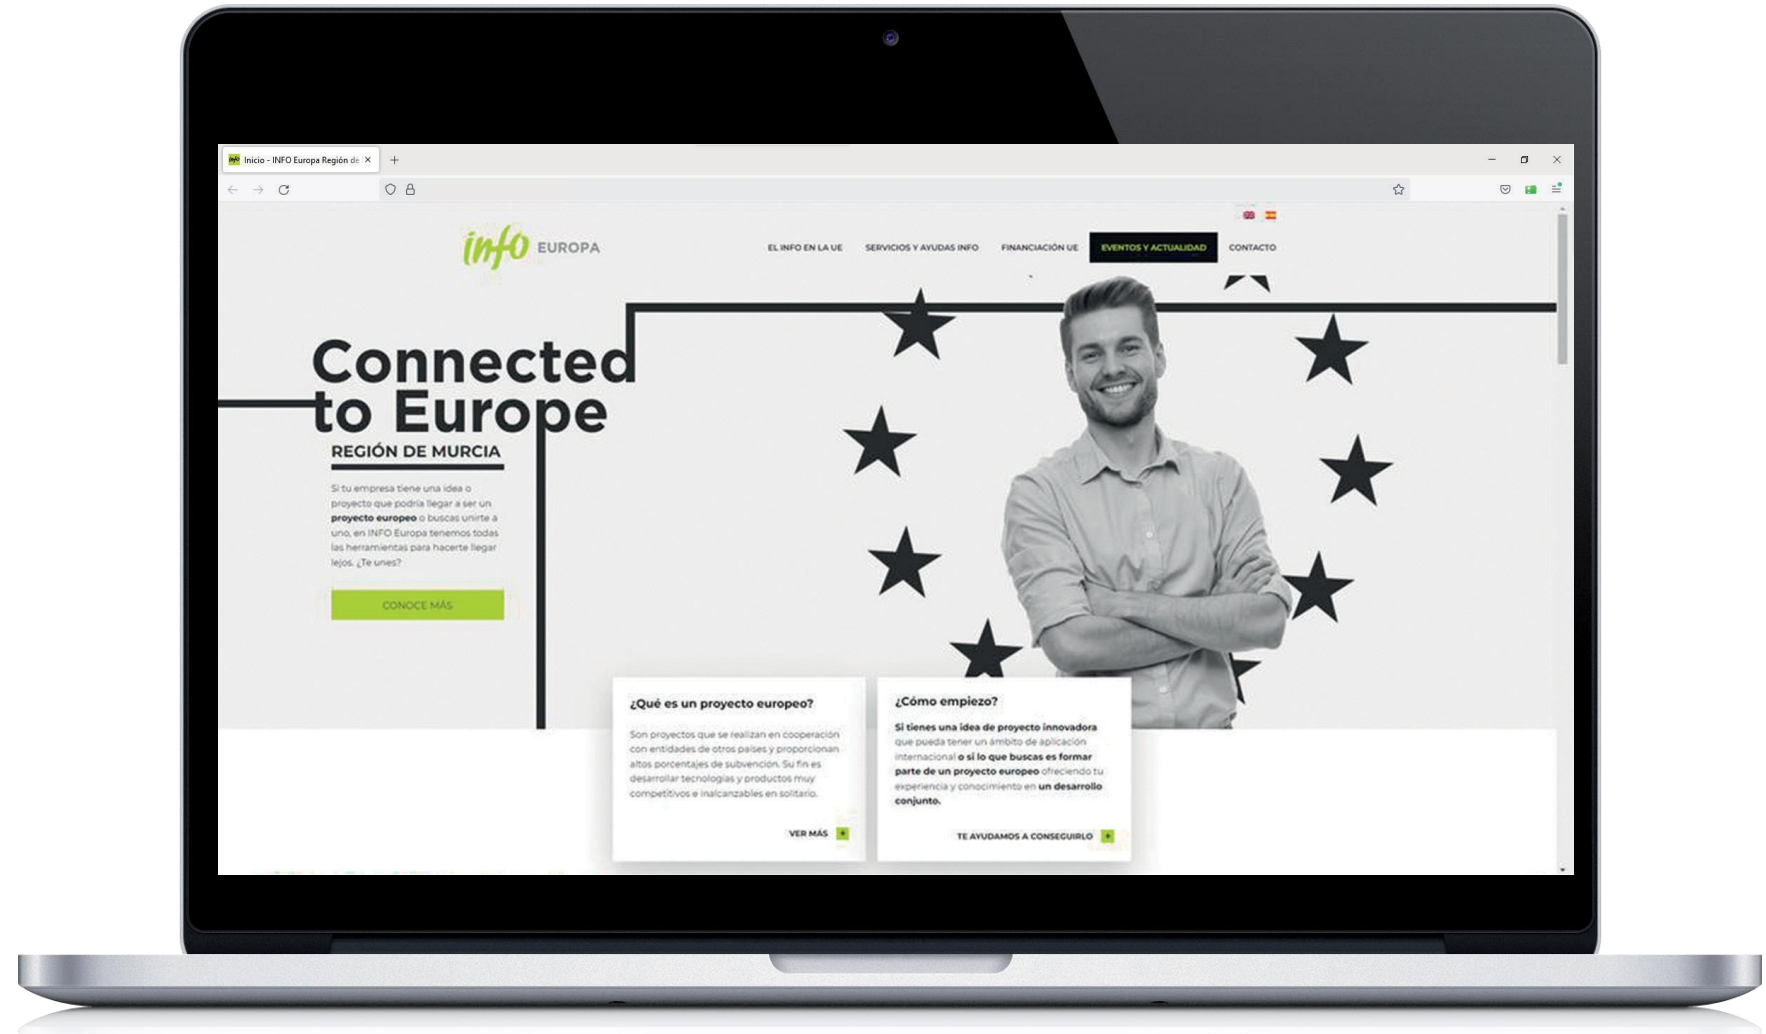 info Inicio - INFO Europa Región de
info EUROPA
EL INFO EN LA UE SERVICIOS Y AYUDAS INFO FINANCIACIÓN UE EVENTOS Y ACTUALIDAD CONTACTO
Connected
to Europe
REGIÓN DE MURCIA
Si tu empresa tiene una idea o
proyecto que podría llegar a ser un
proyecto europeo o buscas unirte a
uno, en INFO Europa tenemos todas
las herramientas para hacerte llegar
lejos. ¿Te unes?
CONOCE MÁS
¿Qué es un proyecto europeo?
Son proyectos que se realizan en cooperación
con entidades de otros países y proporcionan
altos porcentajes de subvención. Su fin es
desarrollar tecnologías y productos muy
competitivos e inalcanzables en solitario.
VER MÁS +
¿Cómo empiezo?
Si tienes una idea de proyecto innovadora
que pueda tener un ámbito de aplicación
internacional o si lo que buscas es formar
parte de un proyecto europeo ofreciendo tu
experiencia y conocimiento en un desarrollo
conjunto.
TE AYUDAMOS A CONSEGUIRLO +